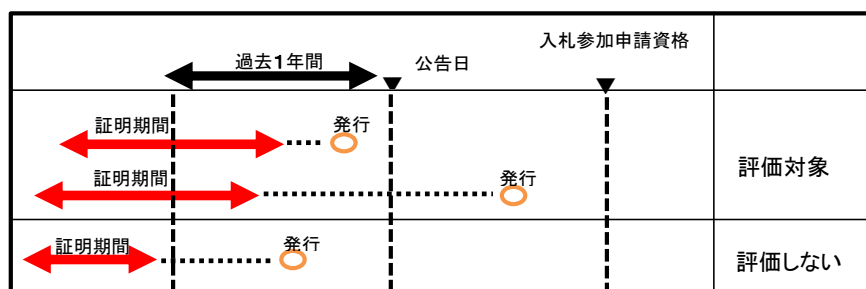 入札参加申請資格
過去1年間
公告日
証明期間
発行
証明期間
発行
評価対象
証明期間
発行
評価しない